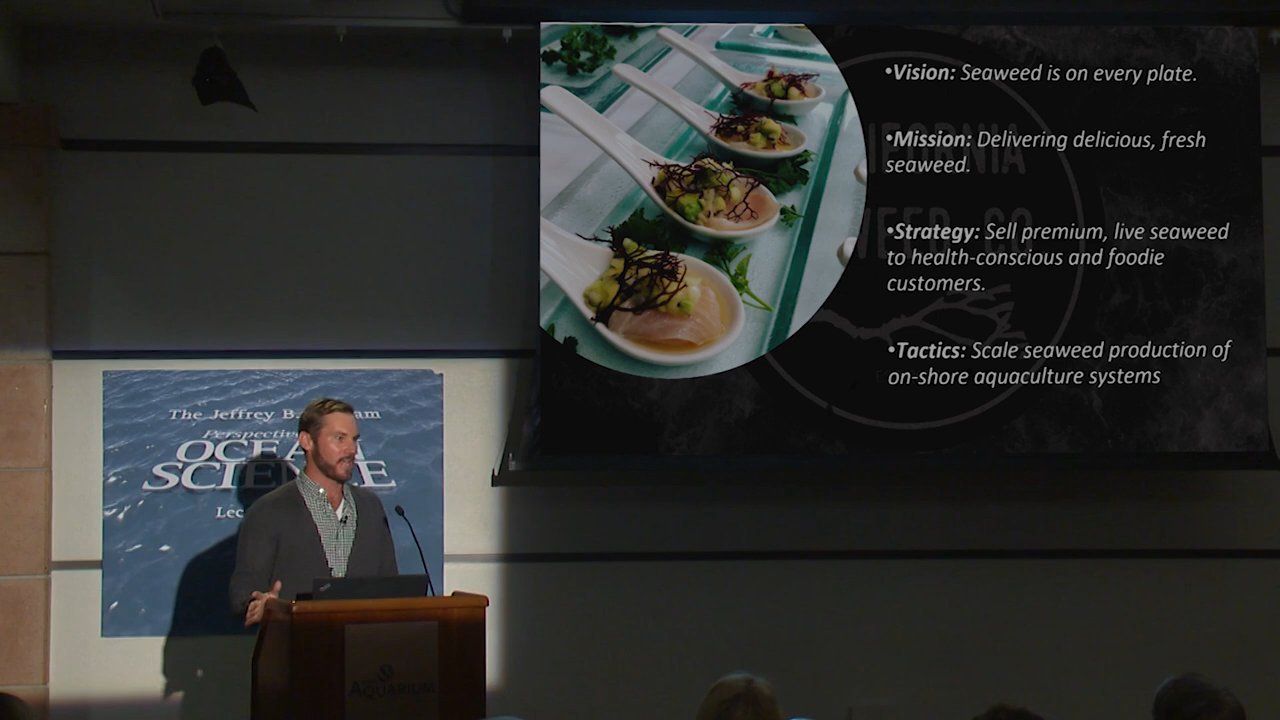 •Vision: Seaweed is on every plate.
•Mission: Delivering delicious, fresh
seaweed.
•Strategy: Sell premium, live seaweed
to health-conscious and foodie
customers.
•Tactics: Scale seaweed production of
on-shore aquaculture systems
The Jeffrey B.
OCEAN
SCIENCE
AQUARIUM